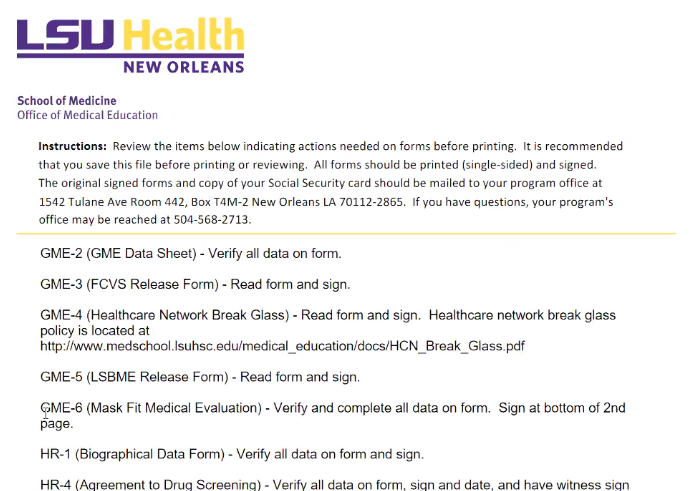 LSU Health
NEW ORLEANS
School of Medicine
Office of Medical Education
Instructions: Review the items below indicating actions needed on forms before printing. It is recommended
that you save this file before printing or reviewing. All forms should be printed (single-sided) and signed.
The original signed forms and copy of your Social Security card should be mailed to your program office at
1542 Tulane Ave Room 442, Box T4M-2 New Orleans LA 70112-2865. If you have questions, your program's
office may be reached at 504-568-2713.
GME-2 (GME Data Sheet) - Verify all data on form.
GME-3 (FCVS Release Form) - Read form and sign.
GME-4 (Healthcare Network Break Glass) - Read form and sign. Healthcare network break glass
policy is located at
http://www.medschool.lsuhsc.edu/medical_education/docs/HCN_Break_Glass.pdf
GME-5 (LSBME Release Form) - Read form and sign.
GME-6 (Mask Fit Medical Evaluation) - Verify and complete all data on form. Sign at bottom of 2nd
page.
HR-1 (Biographical Data Form) - Verify all data on form and sign.
HR-4 (Agreement to Drug Screening) - Verify all data on form, sign and date, and have witness sign